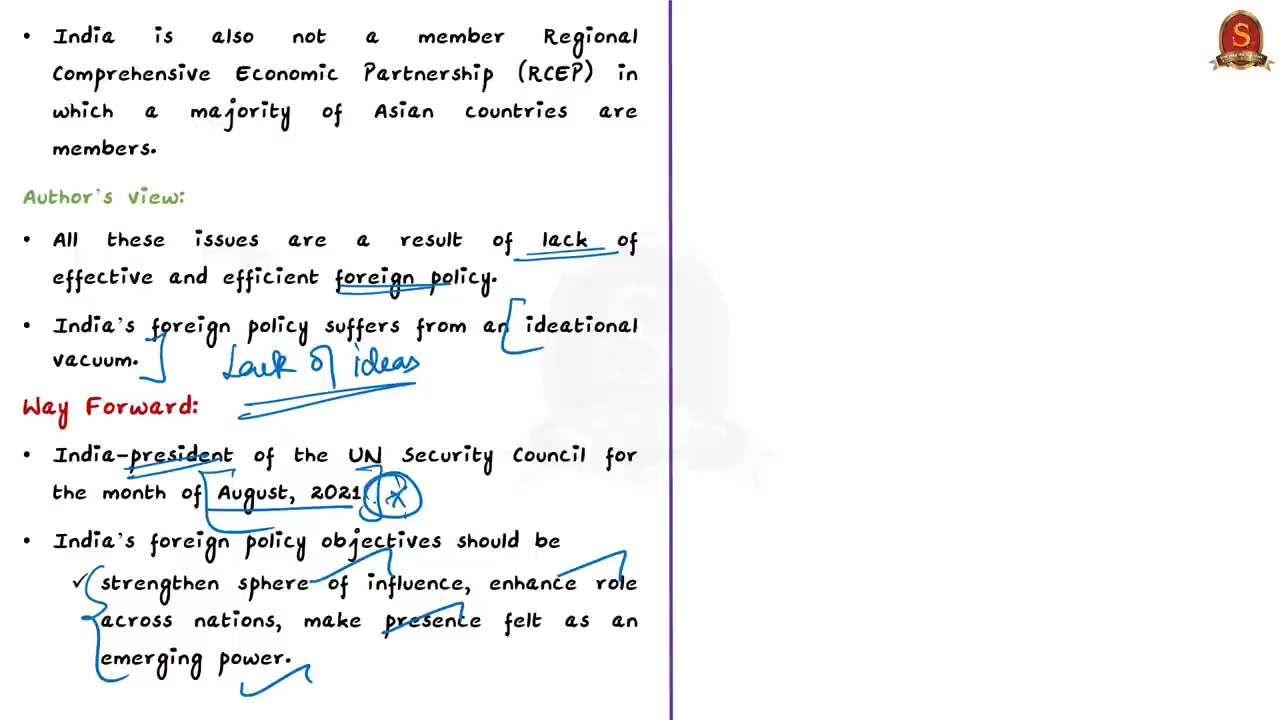 • India is also not a member Regional
Comprehensive Economic Partnership (RCEP) in
which a majority of Asian countries are
members.
Author's view:
• All these issues are a result of lack of
effective and efficient foreign policy.
• India's foreign policy suffers from an ideational
vacuum.
Lack of ideas
Way Forward:
• India-president of the UN Security Council for
the month of August, 2021
• India's foreign policy objectives should be
✓ strengthen sphere of influence, enhance role
across nations, make presence felt as an
emerging power.
S